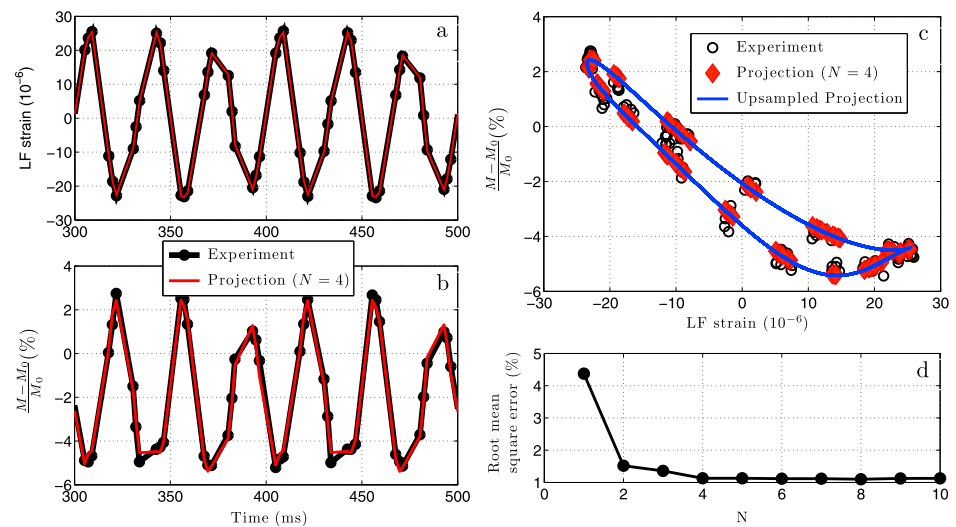 a
LF strain (10⁻⁶)
30
20
10
0
−10
−20
−30
300 350 400 450 500
Experiment
Projection (N = 4)
b
M−M₀/M₀ (%)
4
2
0
−2
−4
−6
300 350 400 450 500
Time (ms)
c
Experiment
Projection (N = 4)
Upsampled Projection
M−M₀/M₀ (%)
4
2
0
−2
−4
−6
−30 −20 −10 0 10 20 30
LF strain (10⁻⁶)
d
Root mean
square error (%)
5
4
3
2
1
0 2 4 6 8 10
N